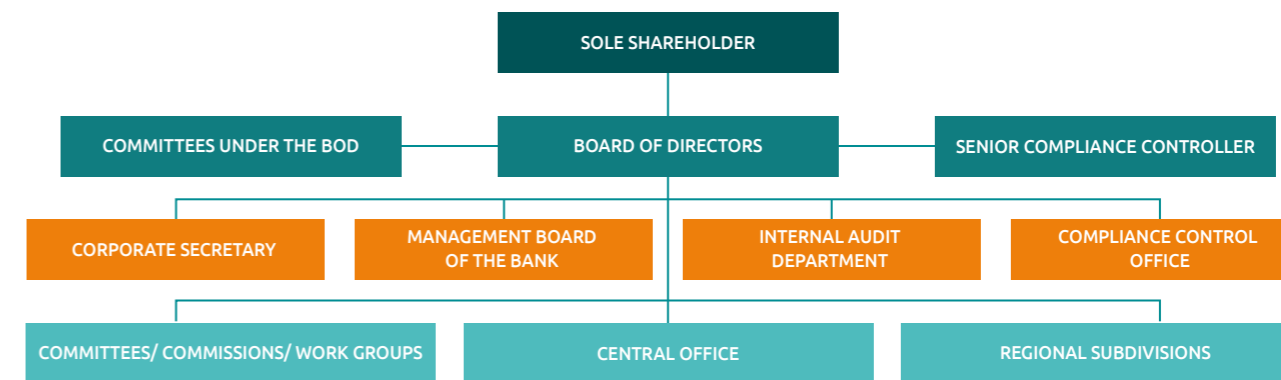 SOLE SHAREHOLDER
COMMITTEES UNDER THE BOD
BOARD OF DIRECTORS
SENIOR COMPLIANCE CONTROLLER
CORPORATE SECRETARY
MANAGEMENT BOARD
OF THE BANK
INTERNAL AUDIT
DEPARTMENT
COMPLIANCE CONTROL
OFFICE
COMMITTEES/ COMMISSIONS/ WORK GROUPS
CENTRAL OFFICE
REGIONAL SUBDIVISIONS